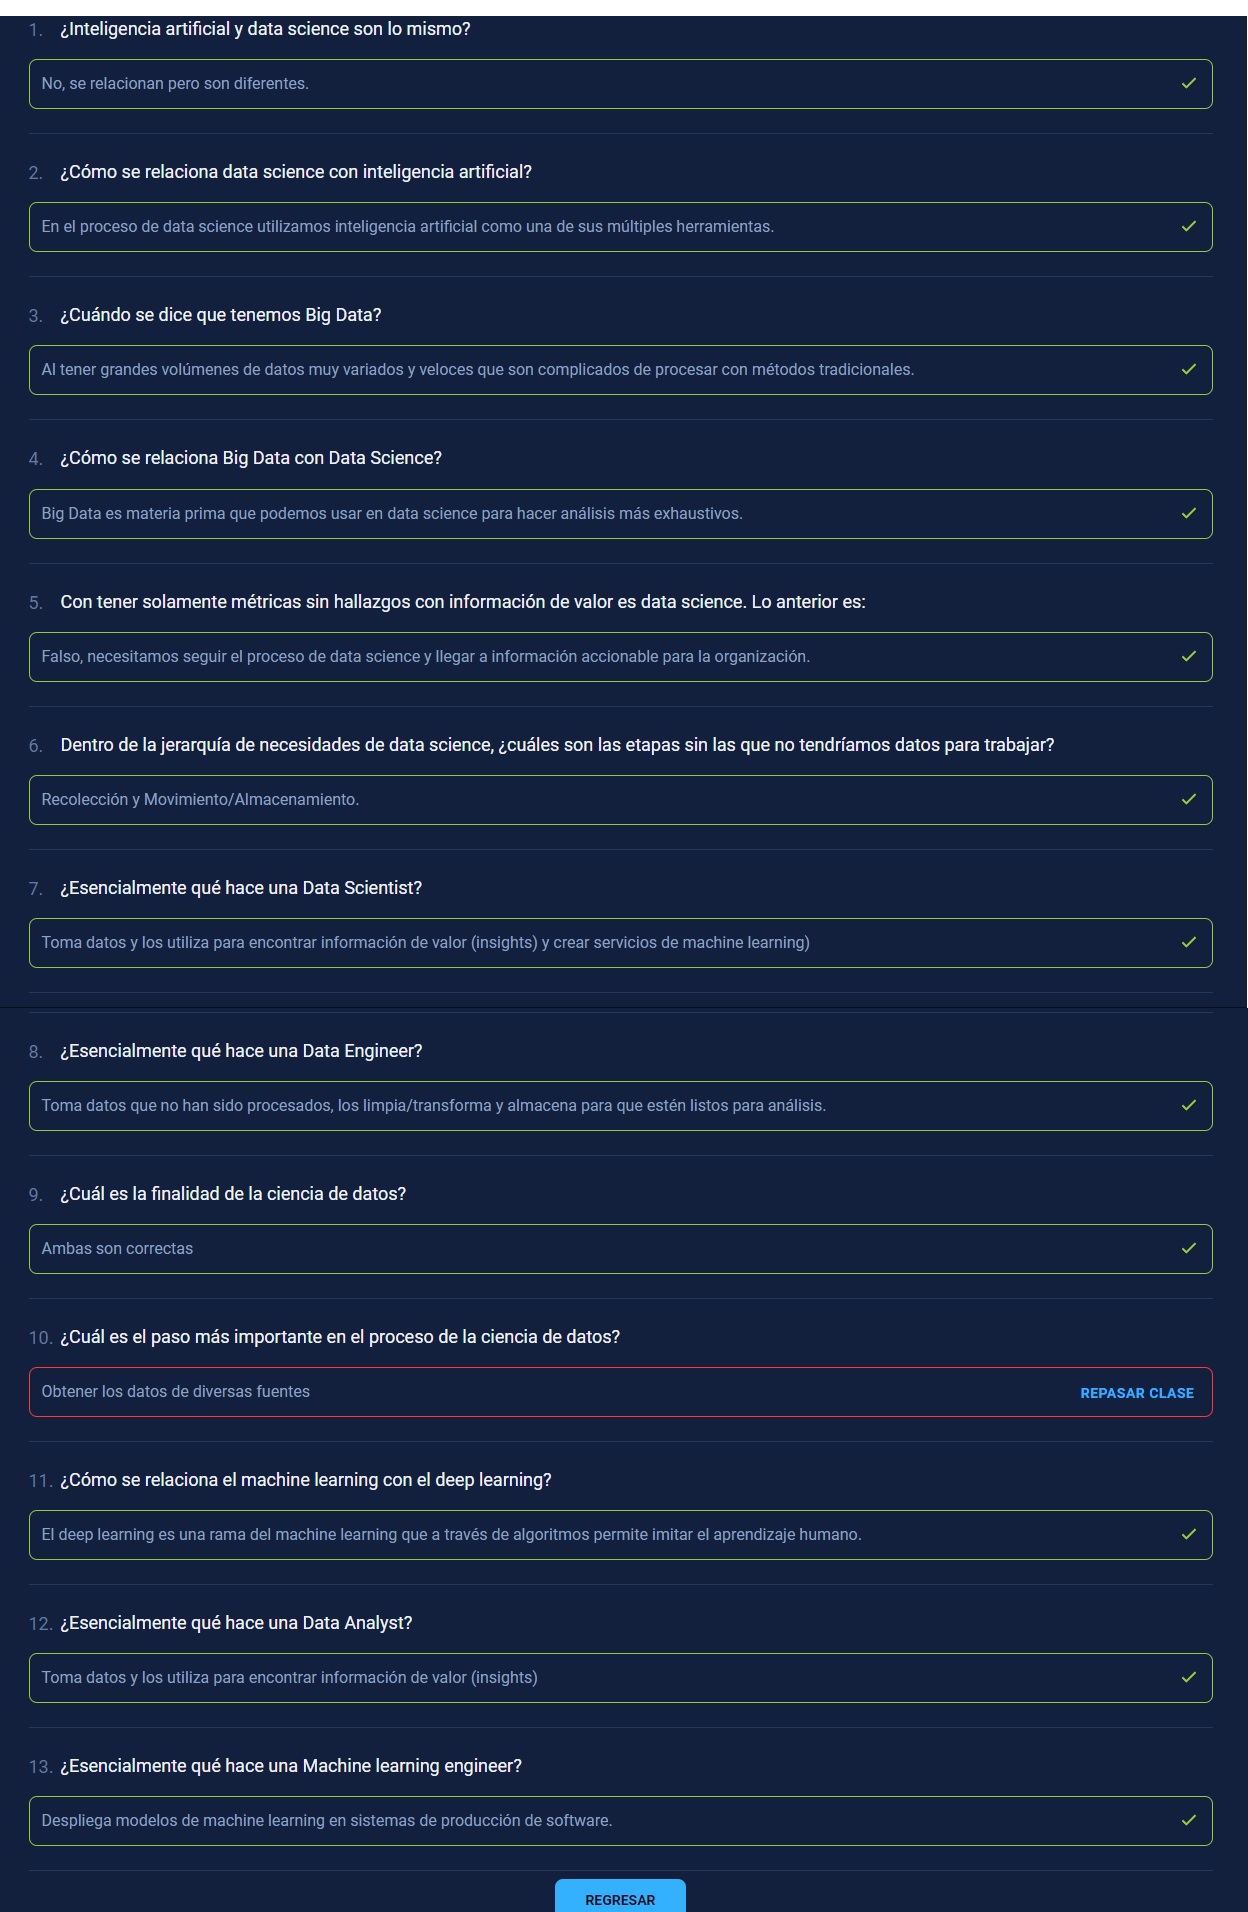 1. ¿Inteligencia artificial y data science son lo mismo?
No, se relacionan pero son diferentes.
2. ¿Cómo se relaciona data science con inteligencia artificial?
En el proceso de data science utilizamos inteligencia artificial como una de sus múltiples herramientas.
3. ¿Cuándo se dice que tenemos Big Data?
Al tener grandes volúmenes de datos muy variados y veloces que son complicados de procesar con métodos tradicionales.
4. ¿Cómo se relaciona Big Data con Data Science?
Big Data es materia prima que podemos usar en data science para hacer análisis más exhaustivos.
5. Con tener solamente métricas sin hallazgos con información de valor es data science. Lo anterior es:
Falso, necesitamos seguir el proceso de data science y llegar a información accionable para la organización.
6. Dentro de la jerarquía de necesidades de data science, ¿cuáles son las etapas sin las que no tendríamos datos para trabajar?
Recolección y Movimiento/Almacenamiento.
7. ¿Esencialmente qué hace una Data Scientist?
Toma datos y los utiliza para encontrar información de valor (insights) y crear servicios de machine learning)
8. ¿Esencialmente qué hace una Data Engineer?
Toma datos que no han sido procesados, los limpia/transforma y almacena para que estén listos para análisis.
9. ¿Cuál es la finalidad de la ciencia de datos?
Ambas son correctas
10. ¿Cuál es el paso más importante en el proceso de la ciencia de datos?
Obtener los datos de diversas fuentes REPASAR CLASE
11. ¿Cómo se relaciona el machine learning con el deep learning?
El deep learning es una rama del machine learning que a través de algoritmos permite imitar el aprendizaje humano.
12. ¿Esencialmente qué hace una Data Analyst?
Toma datos y los utiliza para encontrar información de valor (insights)
13. ¿Esencialmente qué hace una Machine learning engineer?
Despliega modelos de machine learning en sistemas de producción de software.
REGRESAR